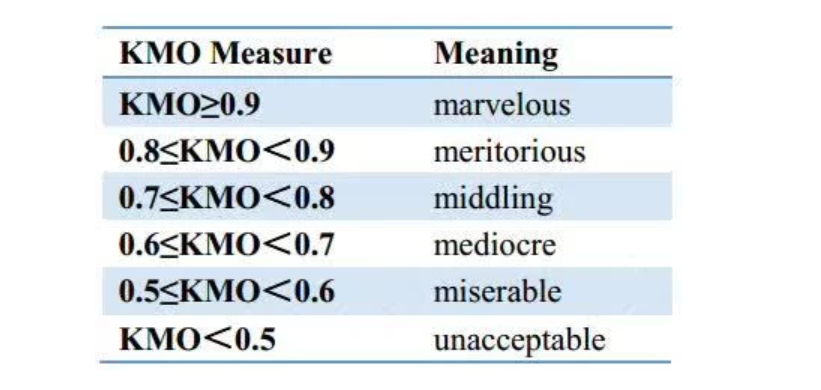 KMO Measure Meaning
KMO≥0.9 marvelous
0.8≤KMO＜0.9 meritorious
0.7≤KMO＜0.8 middling
0.6≤KMO＜0.7 mediocre
0.5≤KMO＜0.6 miserable
KMO＜0.5 unacceptable